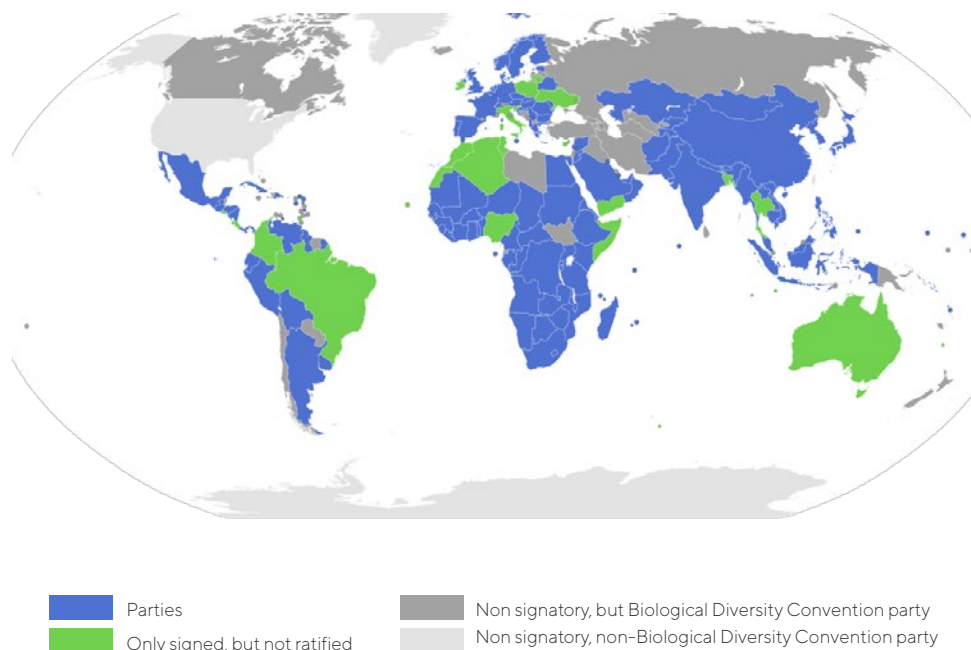 Parties
Only signed, but not ratified
Non signatory, but Biological Diversity Convention party
Non signatory, non-Biological Diversity Convention party